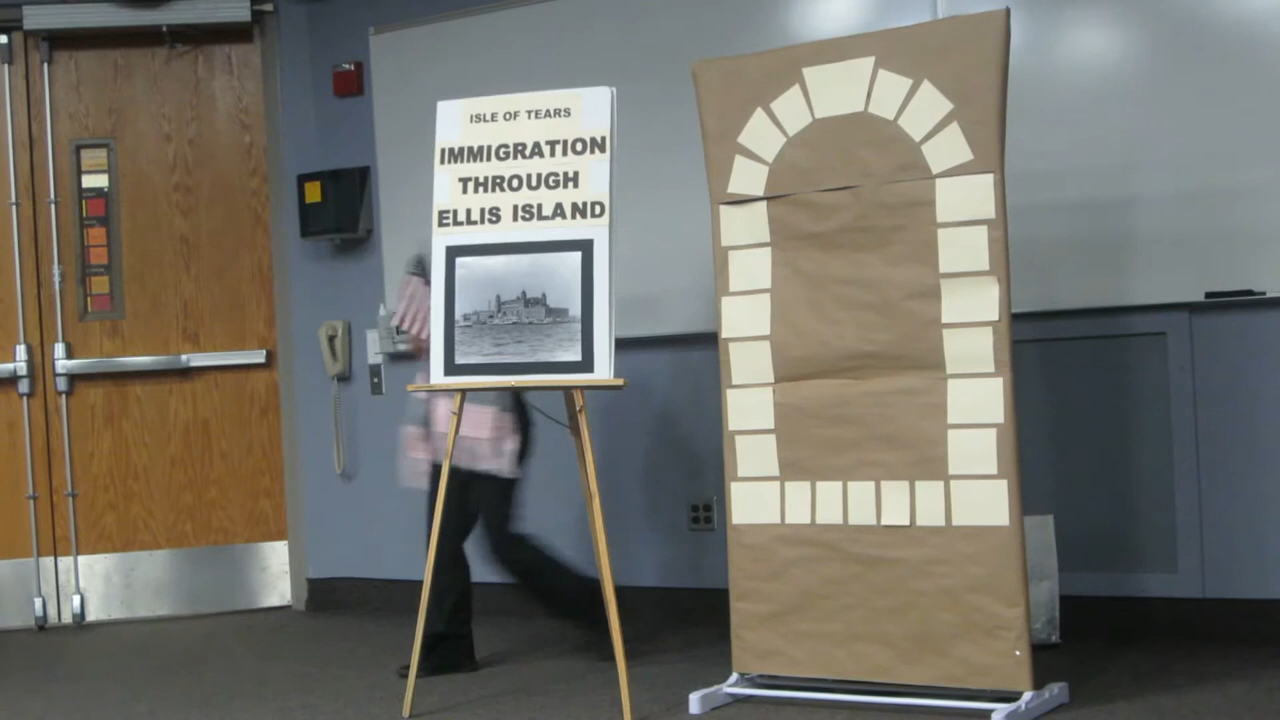 ISLE OF TEARS
IMMIGRATION
THROUGH
ELLIS ISLAND